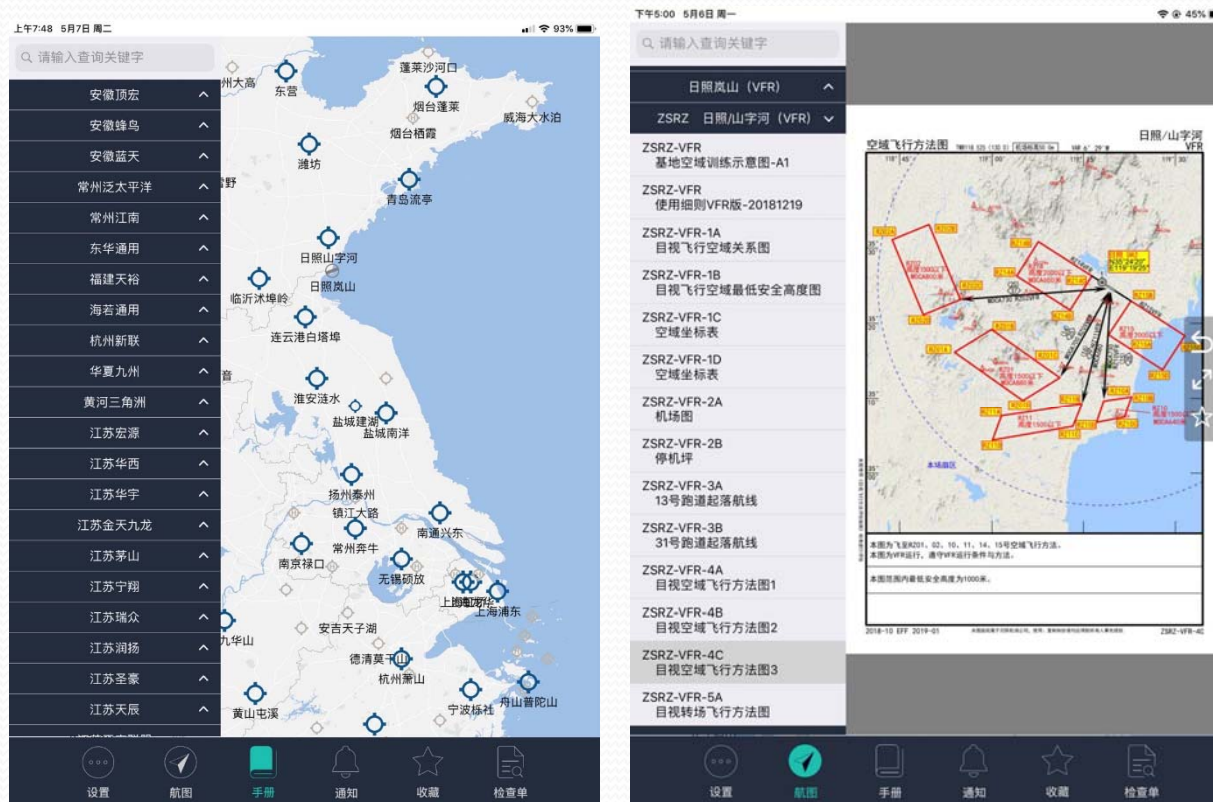 上午7:48 5月7日 周二
93%
请输入查询关键字
安徽顶宏
安徽蜂鸟
安徽蓝天
常州泛太平洋
常州江南
东华通用
福建天裕
海若通用
杭州新联
华夏九州
黄河三角洲
江苏宏源
江苏华西
江苏华宇
江苏金天九龙
江苏茅山
江苏宁翔
江苏瑞众
江苏润扬
江苏圣豪
江苏天辰
蓬莱沙河口
州大高
东营
烟台蓬莱
威海大水泊
烟台栖霞
潍坊
野
青岛流亭
日照山字河
日照岚山
临沂沭埠岭
连云港白塔埠
音
淮安涟水
盐城建湖
盐城南洋
扬州泰州
镇江大路
南通兴东
常州奔牛
南京禄口
无锡硕放
上海浦东
九华山
安吉天子湖
德清莫干山
杭州萧山
黄山屯溪
宁波栎社
舟山普陀山
设置
航图
手册
通知
收藏
检查单
下午5:00 5月6日 周一
45%
请输入查询关键字
日照岚山（VFR）
ZSRZ 日照/山字河（VFR）
ZSRZ-VFR
基地空域训练示意图-A1
ZSRZ-VFR
使用细则VFR版-20181219
ZSRZ-VFR-1A
目视飞行空域关系图
ZSRZ-VFR-1B
目视飞行空域最低安全高度图
ZSRZ-VFR-1C
空域坐标表
ZSRZ-VFR-1D
空域坐标表
ZSRZ-VFR-2A
机场图
ZSRZ-VFR-2B
停机坪
ZSRZ-VFR-3A
13号跑道起落航线
ZSRZ-VFR-3B
31号跑道起落航线
ZSRZ-VFR-4A
目视空域飞行方法图1
ZSRZ-VFR-4B
目视空域飞行方法图2
ZSRZ-VFR-4C
目视空域飞行方法图3
ZSRZ-VFR-5A
目视转场飞行方法图
空域飞行方法图
日照/山字河
VFR
本场扇区
本图为飞至RZ01、02、10、11、14、15号空域飞行方法。
本图为VFR运行，遵守VFR运行条件与方法。
本图范围内最低安全高度为1000米。
2018-10 EFF 2019-01
ZSRZ-VFR-4C
设置
航图
手册
通知
收藏
检查单